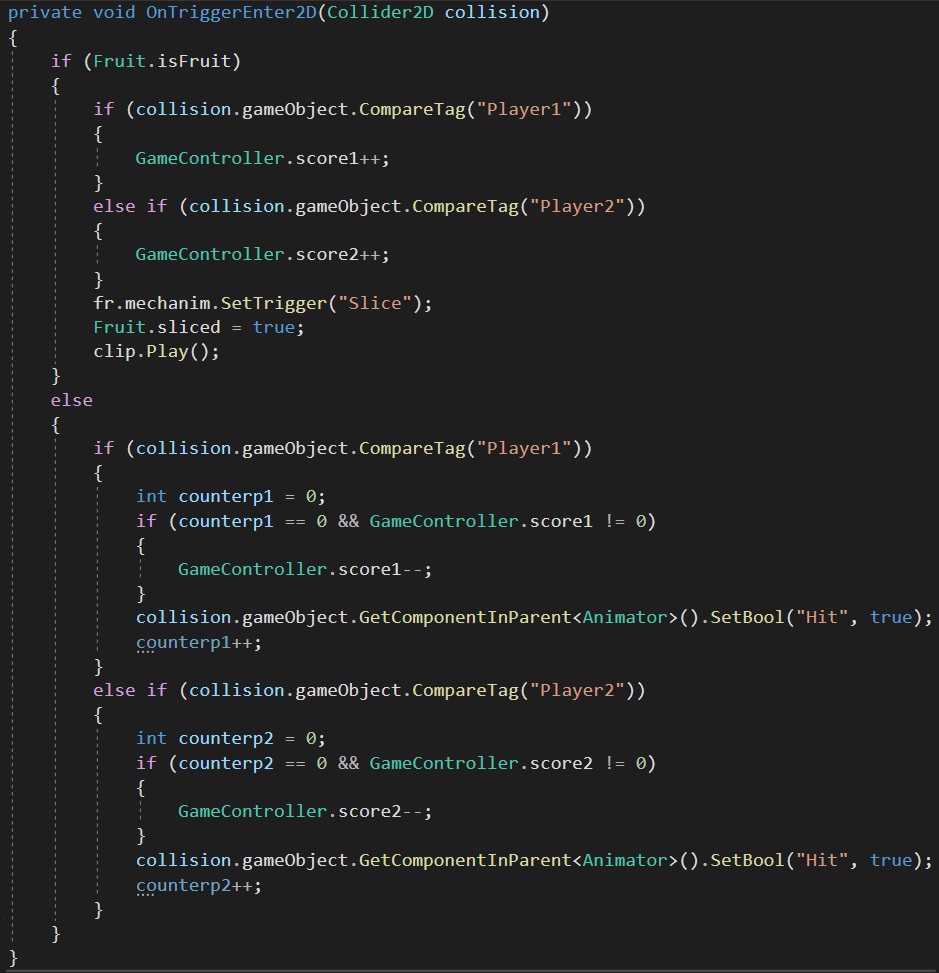 private void OnTriggerEnter2D(Collider2D collision)
{
    if (Fruit.isFruit)
    {
        if (collision.gameObject.CompareTag("Player1"))
        {
            GameController.score1++;
        }
        else if (collision.gameObject.CompareTag("Player2"))
        {
            GameController.score2++;
        }
        fr.mechanim.SetTrigger("Slice");
        Fruit.sliced = true;
        clip.Play();
    }
    else
    {
        if (collision.gameObject.CompareTag("Player1"))
        {
            int counterp1 = 0;
            if (counterp1 == 0 && GameController.score1 != 0)
            {
                GameController.score1--;
            }
            collision.gameObject.GetComponentInParent<Animator>().SetBool("Hit", true);
            counterp1++;
        }
        else if (collision.gameObject.CompareTag("Player2"))
        {
            int counterp2 = 0;
            if (counterp2 == 0 && GameController.score2 != 0)
            {
                GameController.score2--;
            }
            collision.gameObject.GetComponentInParent<Animator>().SetBool("Hit", true);
            counterp2++;
        }
    }
}